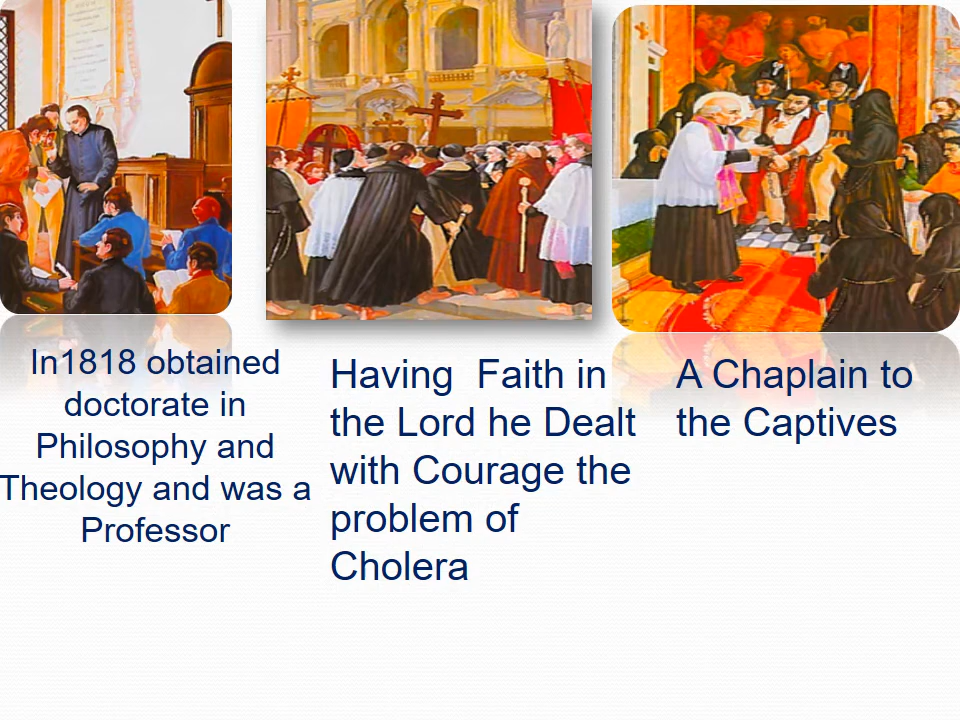 In1818 obtained
doctorate in
Philosophy and
Theology and was a
Professor
Having  Faith in
the Lord he Dealt
with Courage the
problem of
Cholera
A Chaplain to
the Captives